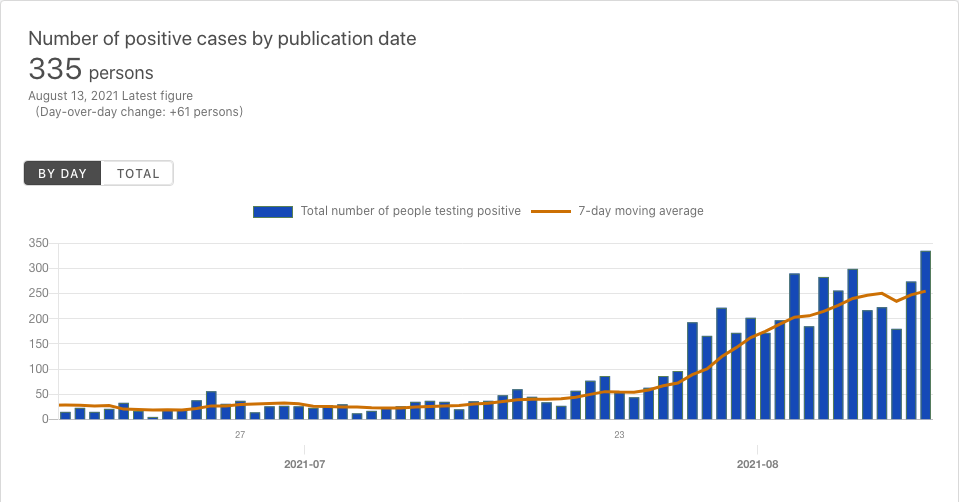 Number of positive cases by publication date
335 persons
August 13, 2021 Latest figure
(Day-over-day change: +61 persons)
BY DAY TOTAL
Total number of people testing positive 7-day moving average
350
300
250
200
150
100
50
0
27 23
2021-07 2021-08